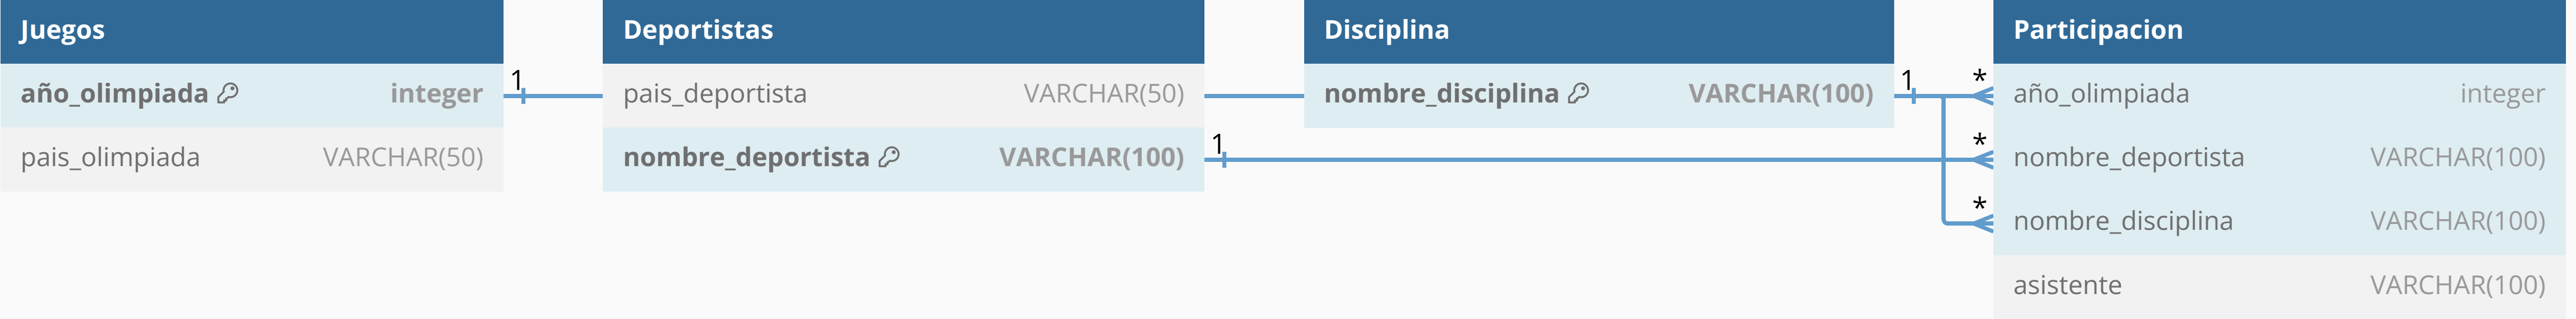 Juegos
año_olimpiada integer
pais_olimpiada VARCHAR(50)
1
Deportistas
pais_deportista VARCHAR(50)
nombre_deportista VARCHAR(100)
1
Disciplina
nombre_disciplina VARCHAR(100)
1
Participacion
* año_olimpiada integer
* nombre_deportista VARCHAR(100)
* nombre_disciplina VARCHAR(100)
asistente VARCHAR(100)